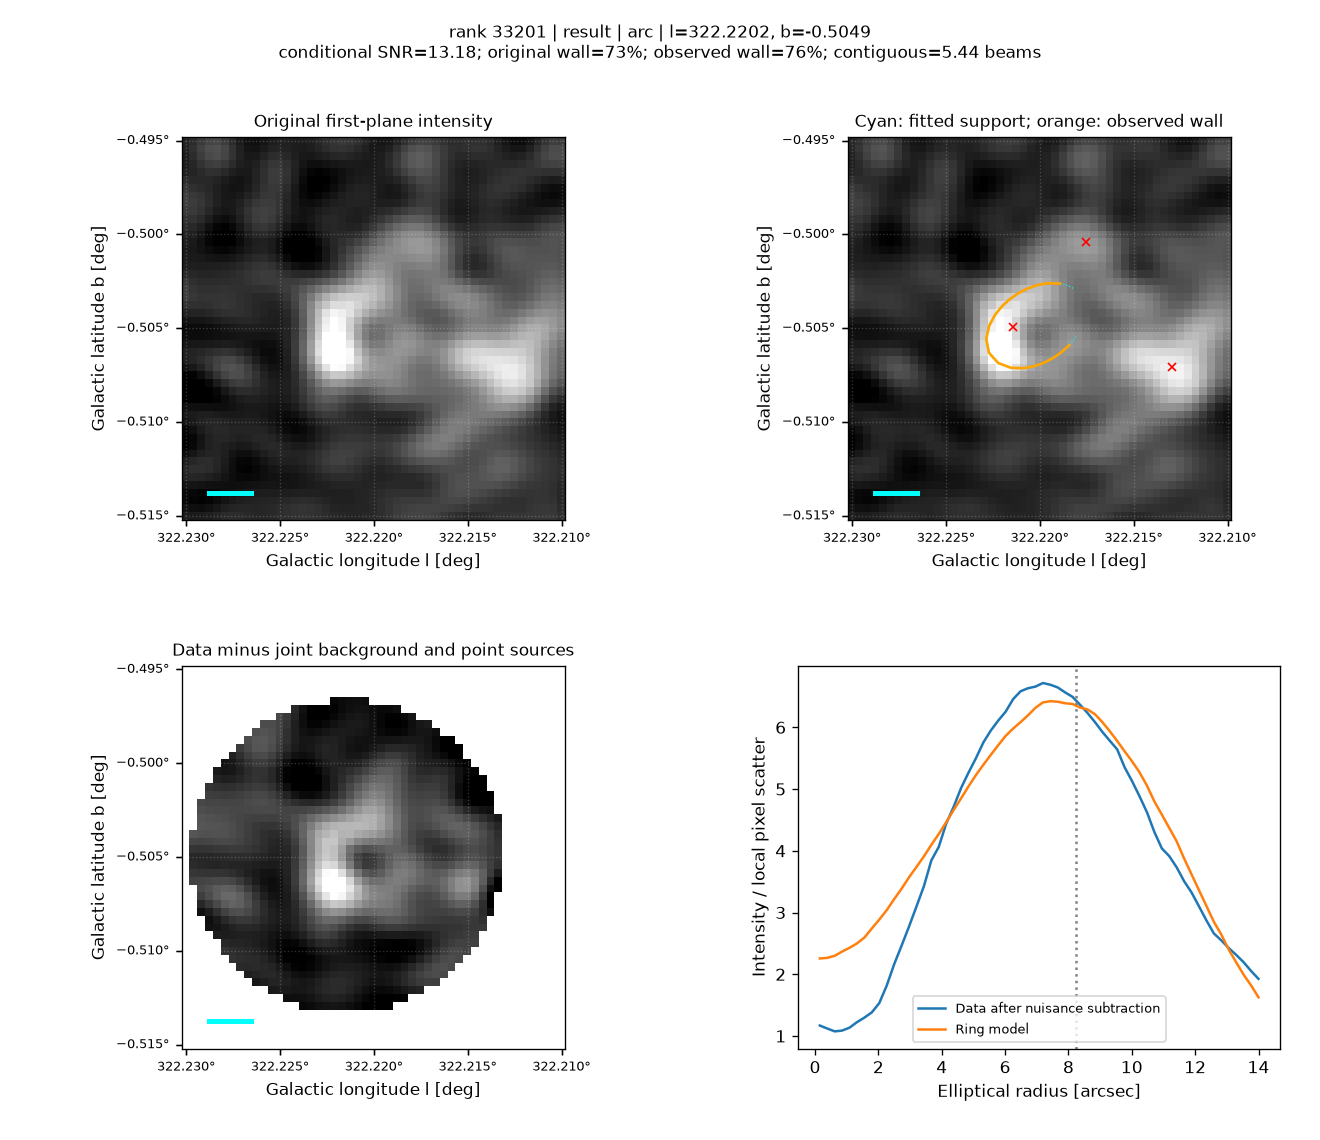 rank 33201 | result | arc | l=322.2202, b=-0.5049
conditional SNR=13.18; original wall=73%; observed wall=76%; contiguous=5.44 beams
Original first-plane intensity
−0.495°
−0.500°
−0.505°
−0.510°
−0.515°
322.230°
322.225°
322.220°
322.215°
322.210°
Galactic longitude l [deg]
Galactic latitude b [deg]
Cyan: fitted support; orange: observed wall
−0.495°
−0.500°
−0.505°
−0.510°
−0.515°
322.230°
322.225°
322.220°
322.215°
322.210°
Galactic longitude l [deg]
Galactic latitude b [deg]
Data minus joint background and point sources
−0.495°
−0.500°
−0.505°
−0.510°
−0.515°
322.230°
322.225°
322.220°
322.215°
322.210°
Galactic longitude l [deg]
Galactic latitude b [deg]
6
5
4
3
2
1
0
2
4
6
8
10
12
14
Elliptical radius [arcsec]
Intensity / local pixel scatter
Data after nuisance subtraction
Ring model